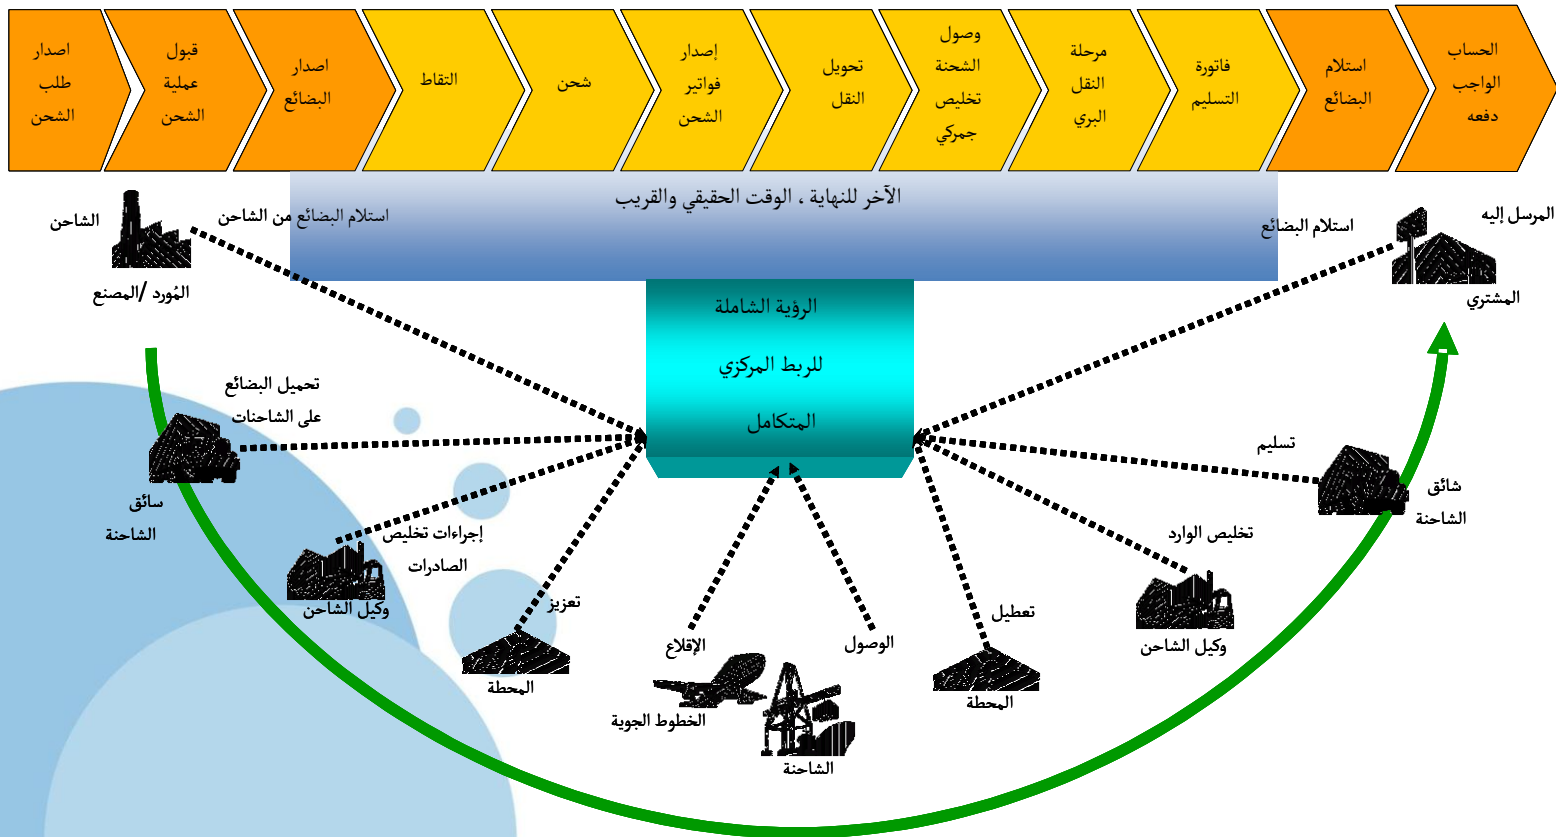 اصدار
طلب
الشحن
قبول
عملية
الشحن
اصدار
البضائع
التقاط
شحن
إصدار
فواتير
الشحن
تحويل
النقل
وصول
الشحنة
تخليص
جمركي
مرحلة
النقل
البري
فاتورة
التسليم
استلام
البضائع
الحساب
الواجب
دفعه
الآخر للنهاية ، الوقت الحقيقي والقريب
الشاحن
استلام البضائع من الشاحن
المُورد /المصنع
استلام البضائع
المرسل إليه
المشتري
الرؤية الشاملة
للربط المركزي
المتكامل
تحميل البضائع
على الشاحنات
سائق
الشاحنة
إجراءات تخليص
الصادرات
وكيل الشاحن
تعزيز
المحطة
الإقلاع
الخطوط الجوية
الوصول
الشاحنة
تعطيل
المحطة
تخليص الوارد
وكيل الشاحن
تسليم
شائق
الشاحنة